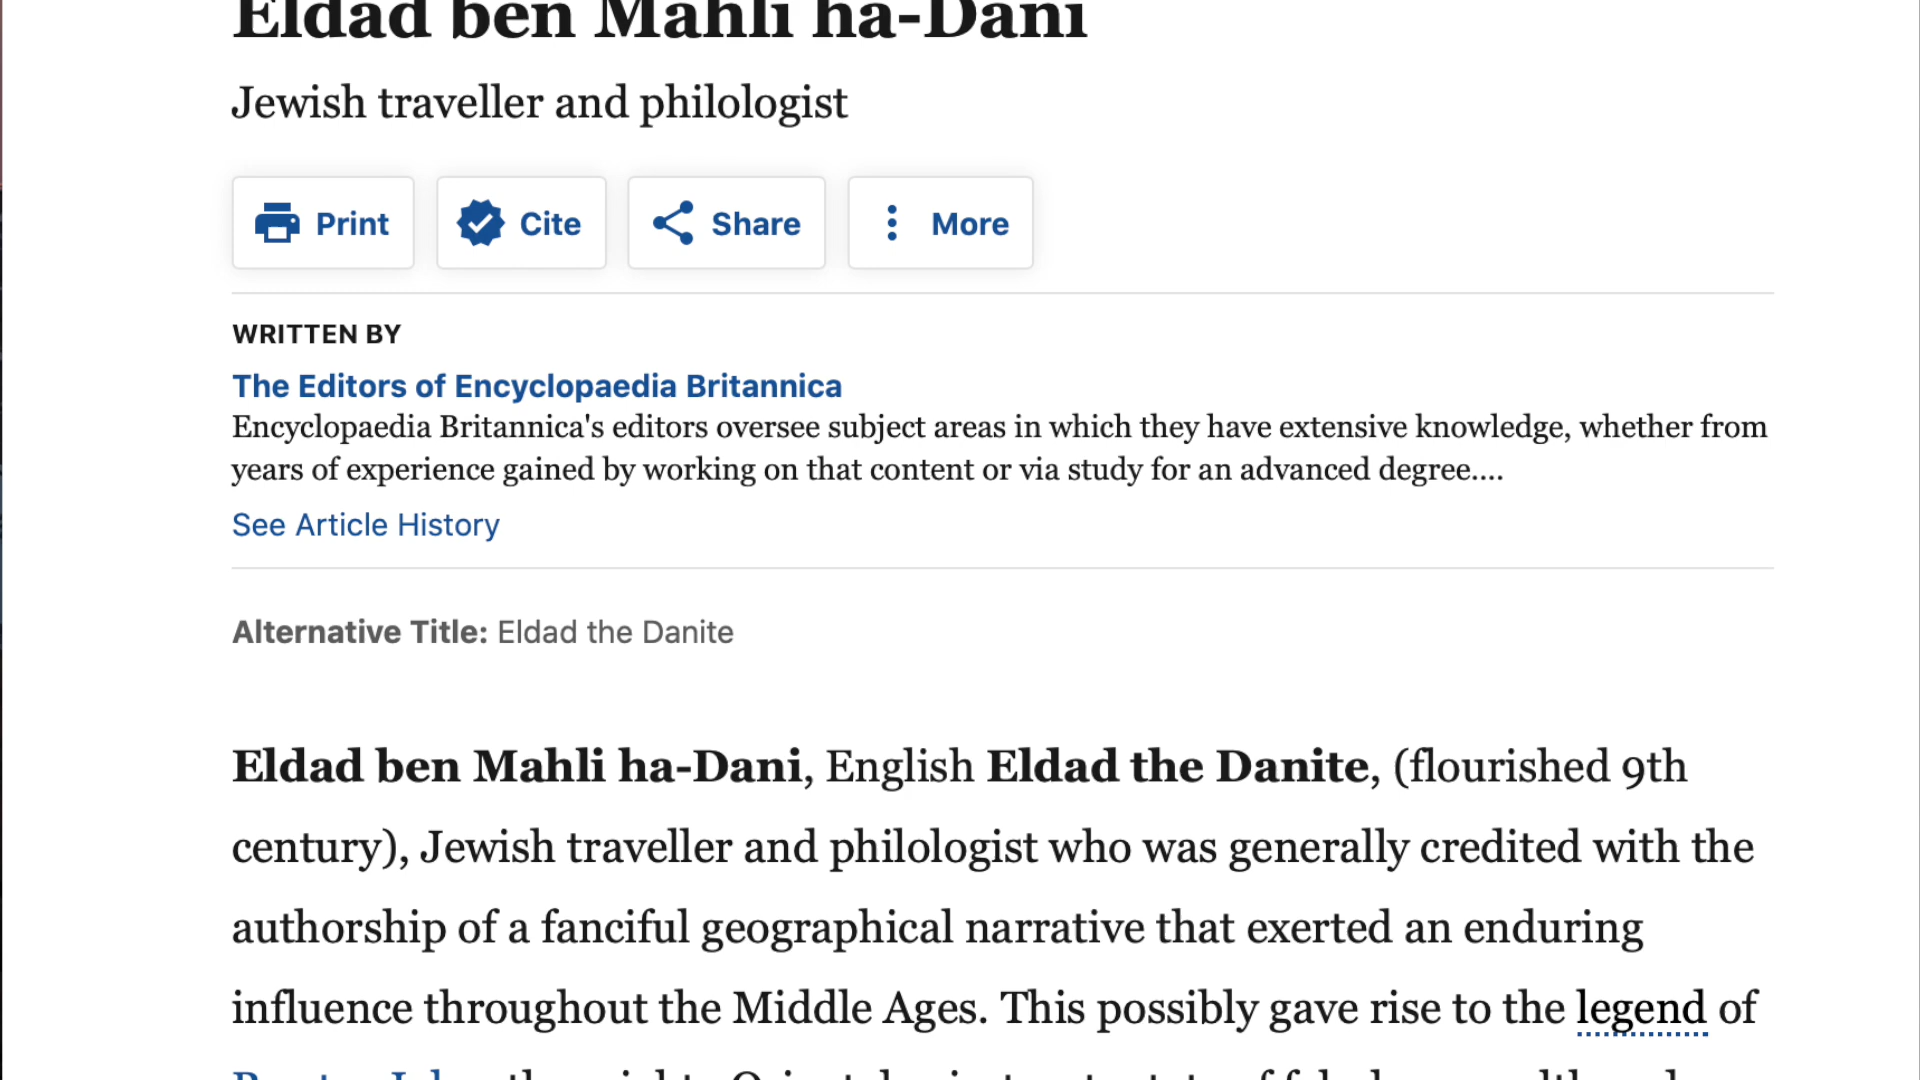 Eldad ben Mahli ha-Dani
Jewish traveller and philologist
Print
Cite
Share
More
WRITTEN BY
The Editors of Encyclopaedia Britannica
Encyclopaedia Britannica's editors oversee subject areas in which they have extensive knowledge, whether from
years of experience gained by working on that content or via study for an advanced degree....
See Article History
Alternative Title: Eldad the Danite
Eldad ben Mahli ha-Dani, English Eldad the Danite, (flourished 9th
century), Jewish traveller and philologist who was generally credited with the
authorship of a fanciful geographical narrative that exerted an enduring
influence throughout the Middle Ages. This possibly gave rise to the legend of